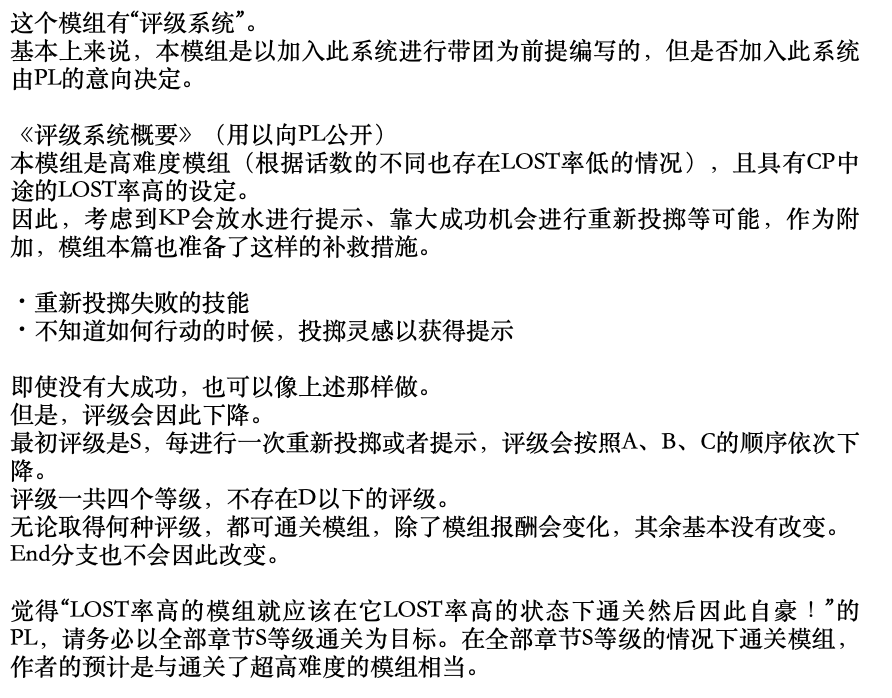 这个模组有“评级系统”。
基本上来说，本模组是以加入此系统进行带团为前提编写的，但是否加入此系统
由PL的意向决定。
《评级系统概要》（用以向PL公开）
本模组是高难度模组（根据话数的不同也存在LOST率低的情况），且具有CP中
途的LOST率高的设定。
因此，考虑到KP会放水进行提示、靠大成功机会进行重新投掷等可能，作为附
加，模组本篇也准备了这样的补救措施。
・重新投掷失败的技能
・不知道如何行动的时候，投掷灵感以获得提示
即使没有大成功，也可以像上述那样做。
但是，评级会因此下降。
最初评级是S，每进行一次重新投掷或者提示，评级会按照A、B、C的顺序依次下
降。
评级一共四个等级，不存在D以下的评级。
无论取得何种评级，都可通关模组，除了模组报酬会变化，其余基本没有改变。
End分支也不会因此改变。
觉得“LOST率高的模组就应该在它LOST率高的状态下通关然后因此自豪！”的
PL，请务必以全部章节S等级通关为目标。在全部章节S等级的情况下通关模组，
作者的预计是与通关了超高难度的模组相当。